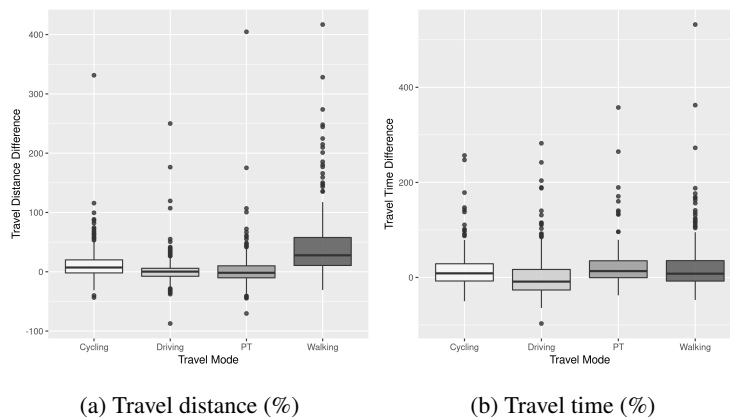 400
300
200
100
0
-100
Travel Distance Difference
Cycling Driving PT Walking
Travel Mode
400
200
0
Travel Time Difference
Cycling Driving PT Walking
Travel Mode
(a) Travel distance (%)
(b) Travel time (%)